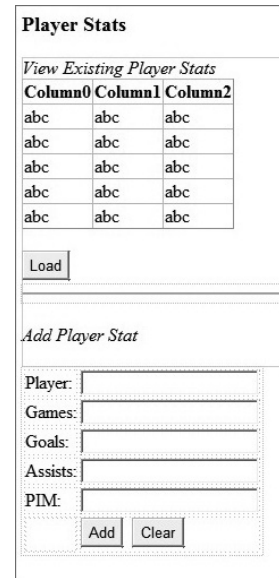 Player Stats
View Existing Player Stats
Column0 Column1 Column2
abc abc abc
abc abc abc
abc abc abc
abc abc abc
abc abc abc
Load
Add Player Stat
Player:
Games:
Goals:
Assists:
PIM:
Add Clear